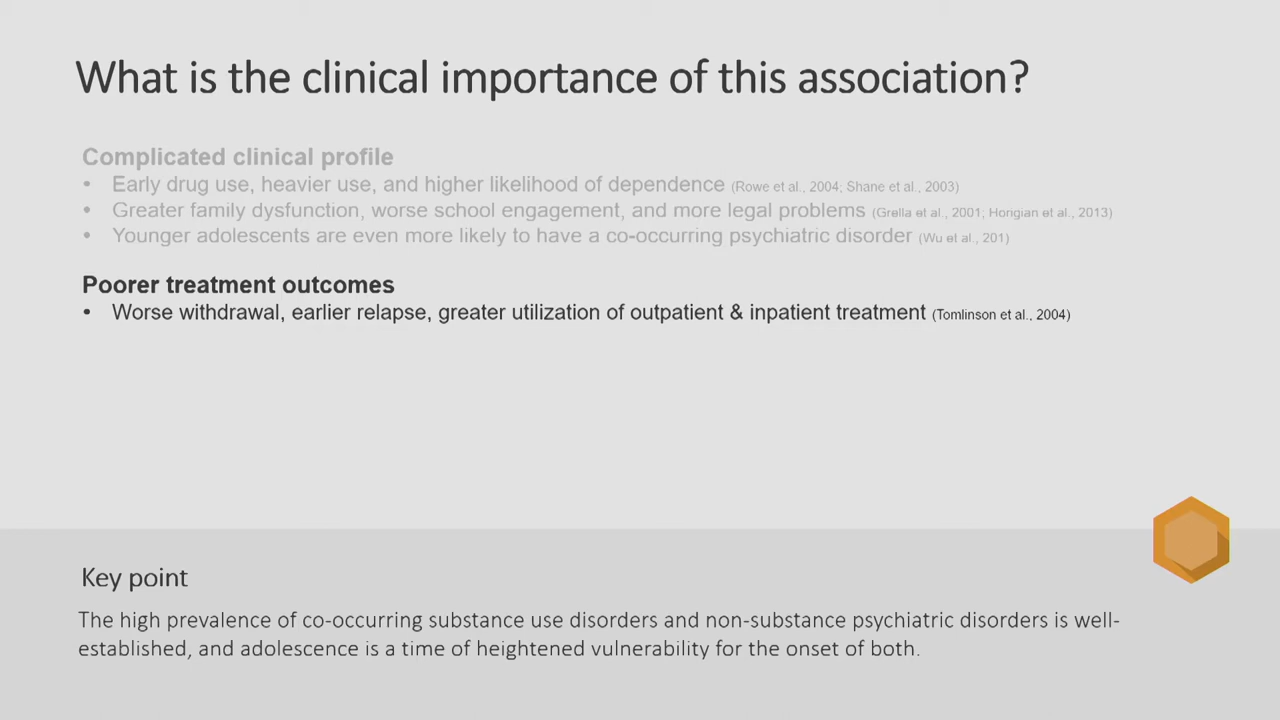 What is the clinical importance of this association?
Complicated clinical profile
• Early drug use, heavier use, and higher likelihood of dependence (Rowe et al., 2004; Shane et al., 2003)
• Greater family dysfunction, worse school engagement, and more legal problems (Grella et al., 2001; Hongian et al., 2013)
• Younger adolescents are even more likely to have a co-occurring psychiatric disorder (Wu et al., 201)
Poorer treatment outcomes
• Worse withdrawal, earlier relapse, greater utilization of outpatient & inpatient treatment (Tomlinson et al., 2004)
Key point
The high prevalence of co-occurring substance use disorders and non-substance psychiatric disorders is well-
established, and adolescence is a time of heightened vulnerability for the onset of both.